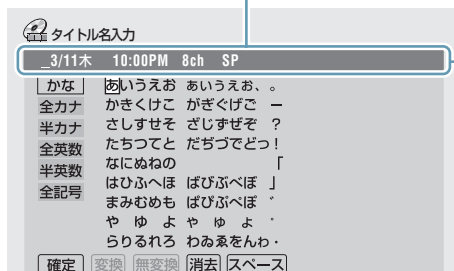 タイトル名入力
_3/11木 10:00PM 8ch SP
かな あいうえお あいうえお、。
全カナ かきくけこ がぎぐげご ー
半カナ さしすせそ ざじずぜぞ ?
全英数 たちつてと だぢづでどっ!
半英数 なにぬねの 「
全記号 はひふへほ ばびぶべぼ 」
まみむめも ぱぴぷぺぽ ゛
や ゆ よ ゃ ゅ ょ ゜
らりるれろ わゐゑをんゎ・
確定 変換 無変換 消去 スペース